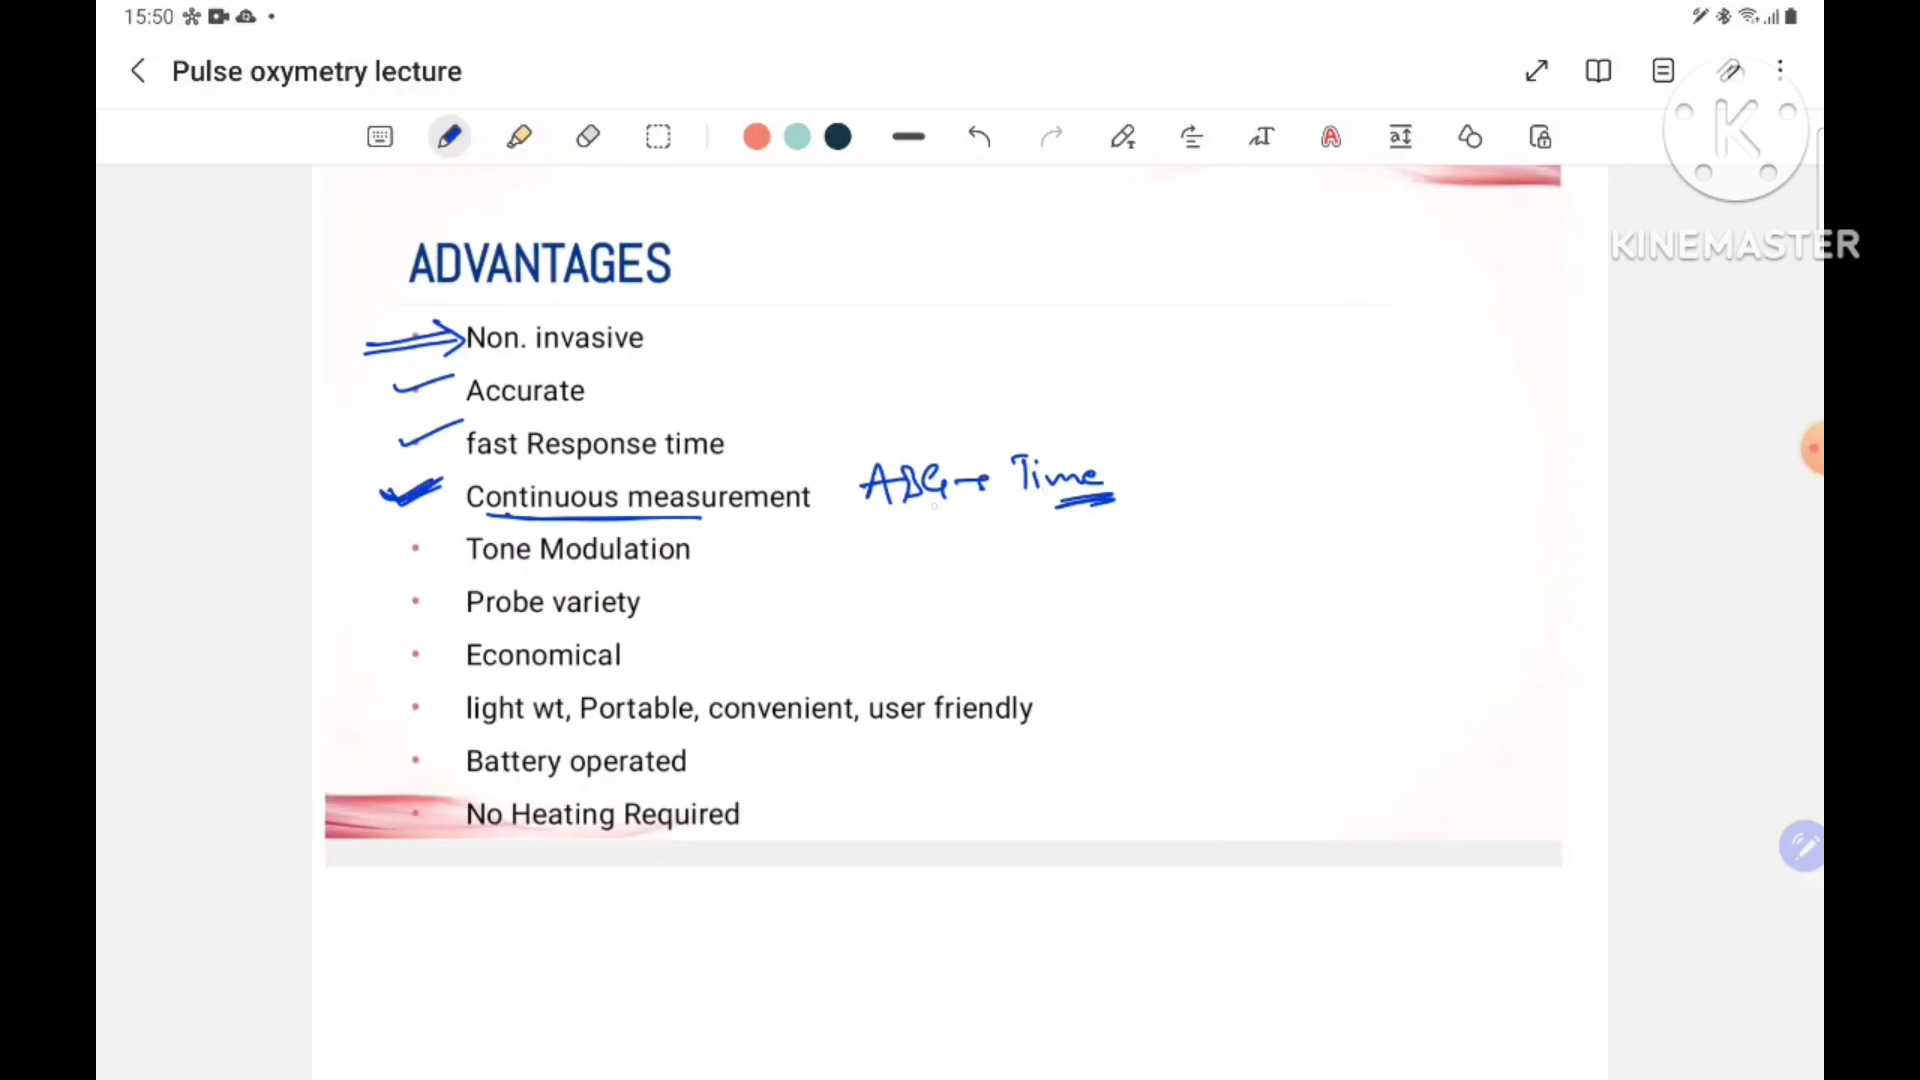 15:50
Pulse oxymetry lecture
K
KINEMASTER
ADVANTAGES
Non. invasive
Accurate
fast Response time
Continuous measurement ABG → Time
Tone Modulation
Probe variety
Economical
light wt, Portable, convenient, user friendly
Battery operated
No Heating Required